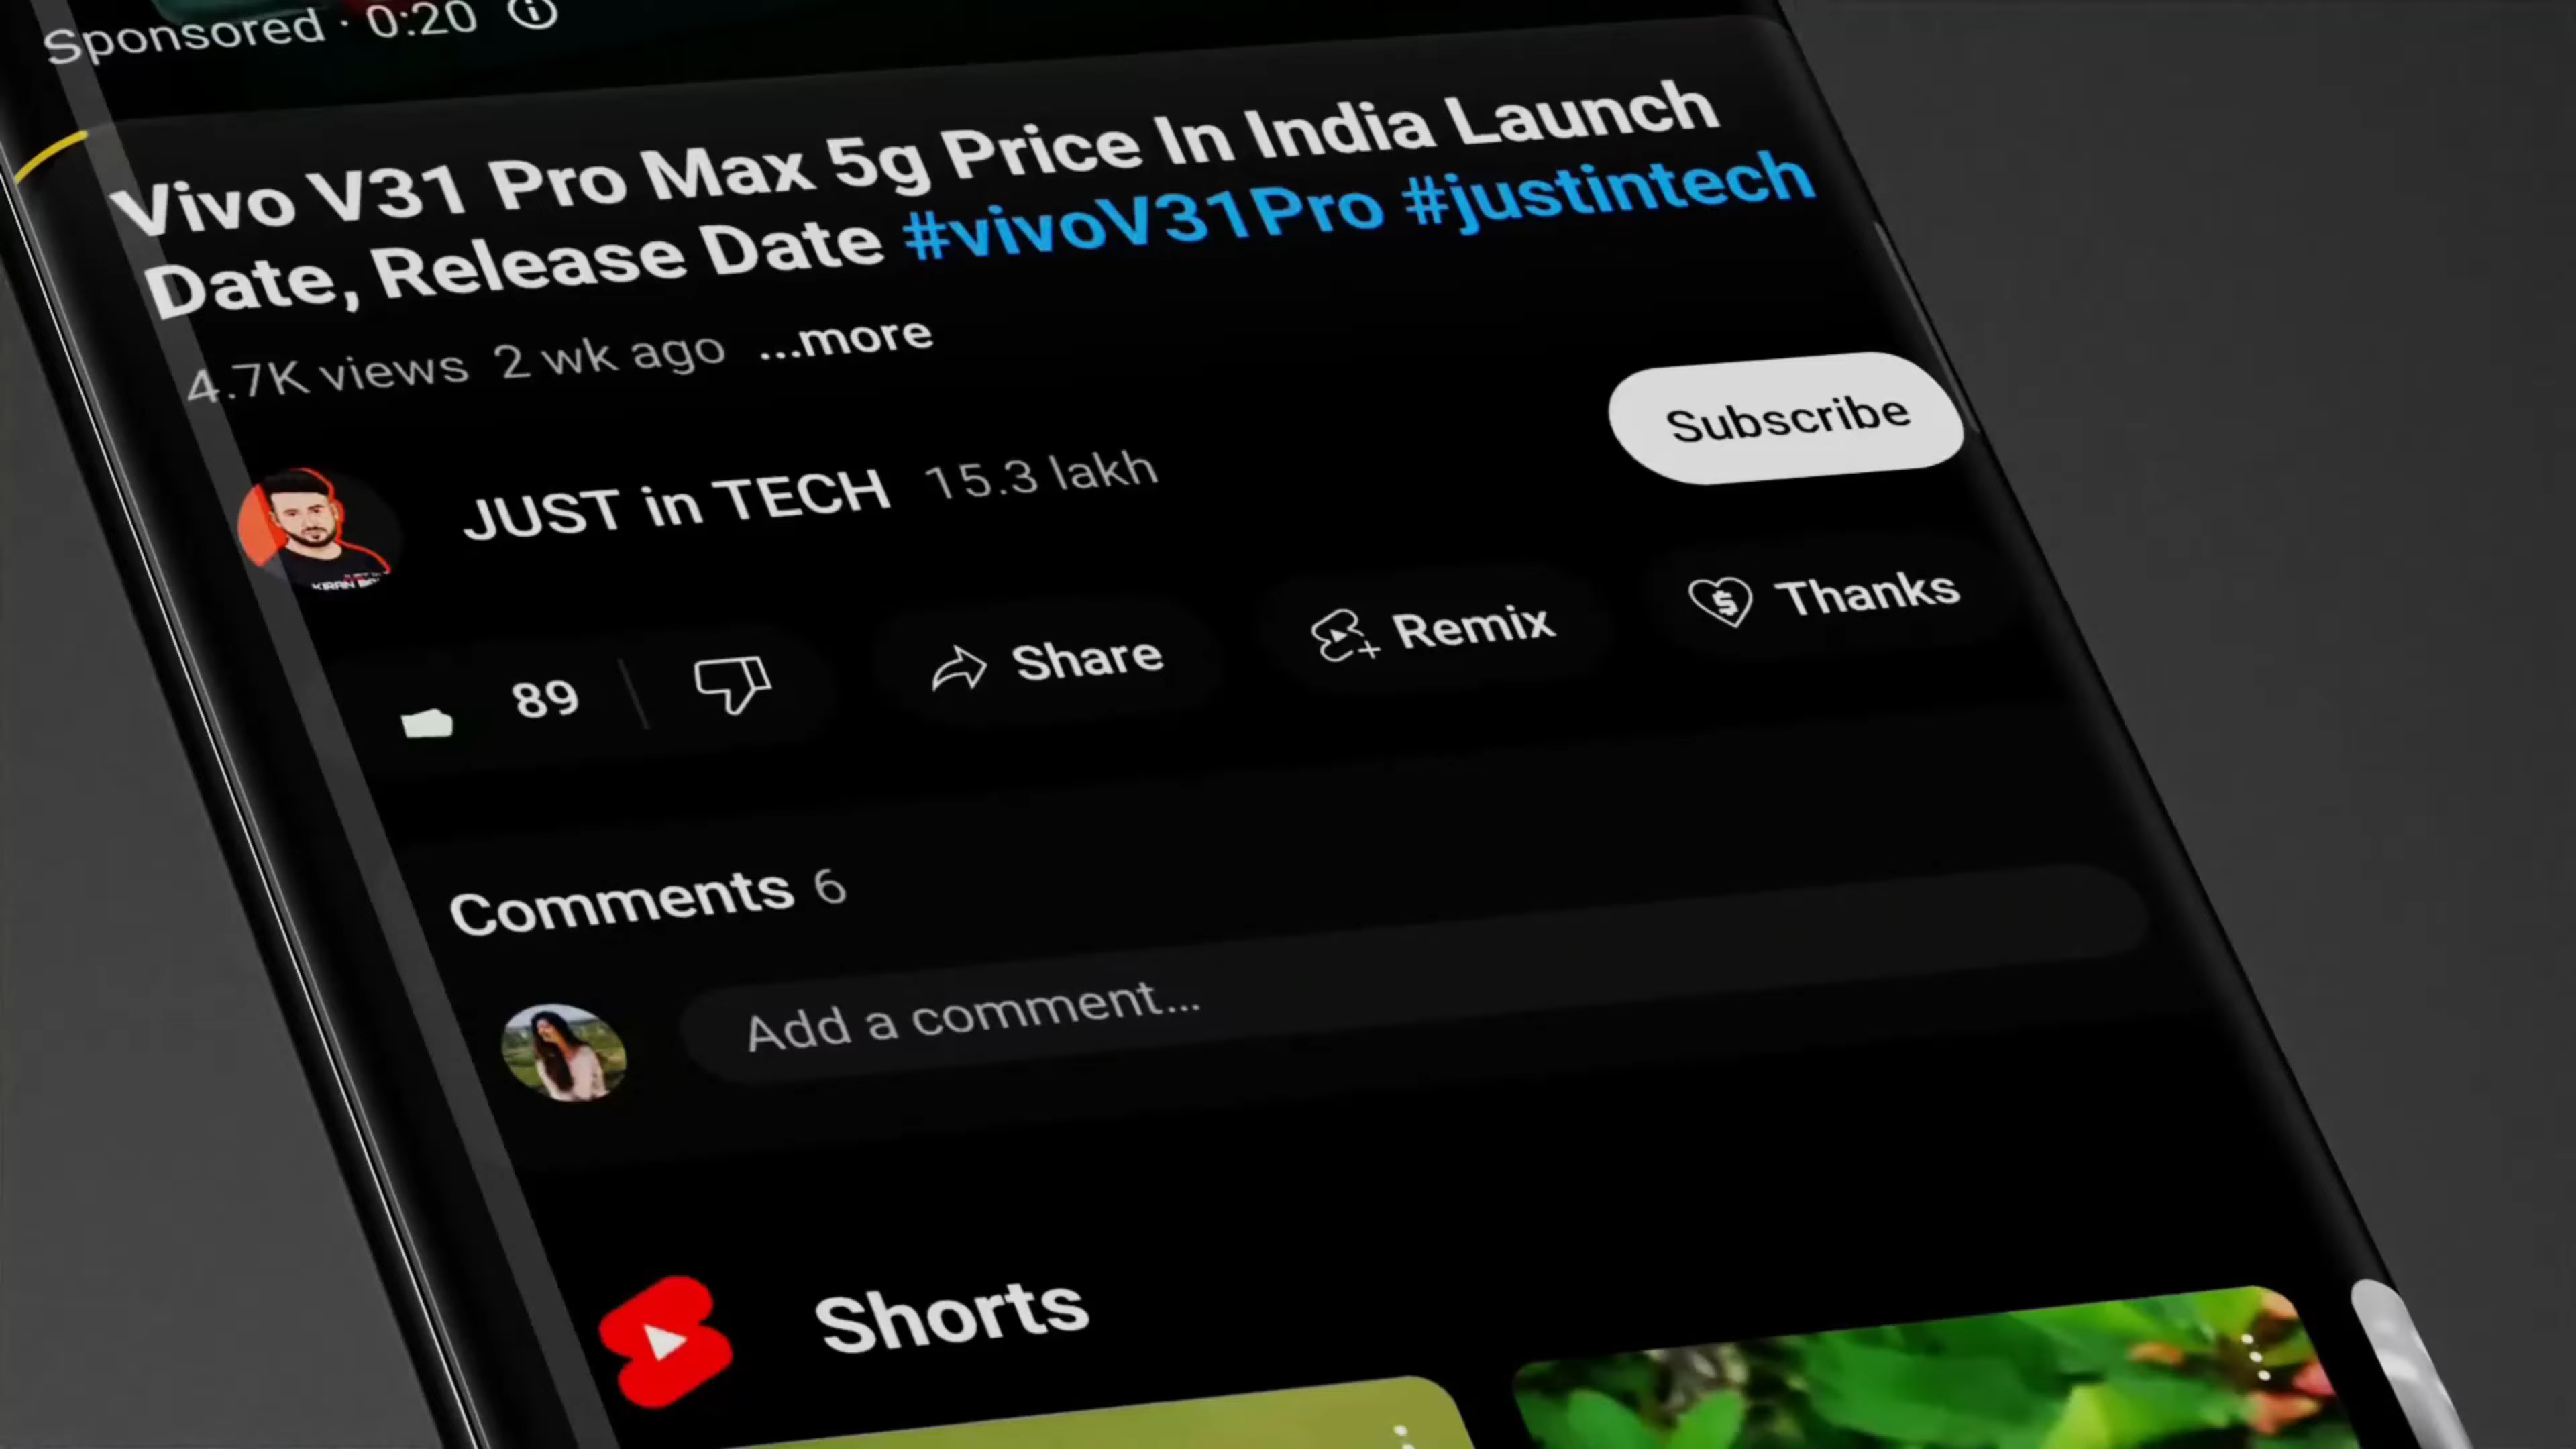 Sponsored · 0:20
Vivo V31 Pro Max 5g Price In India Launch
Date, Release Date #vivoV31Pro #justintech
4.7K views 2 wk ago ...more
JUST in TECH 15.3 lakh
Subscribe
89
Share
Remix
Thanks
Comments 6
Add a comment...
Shorts